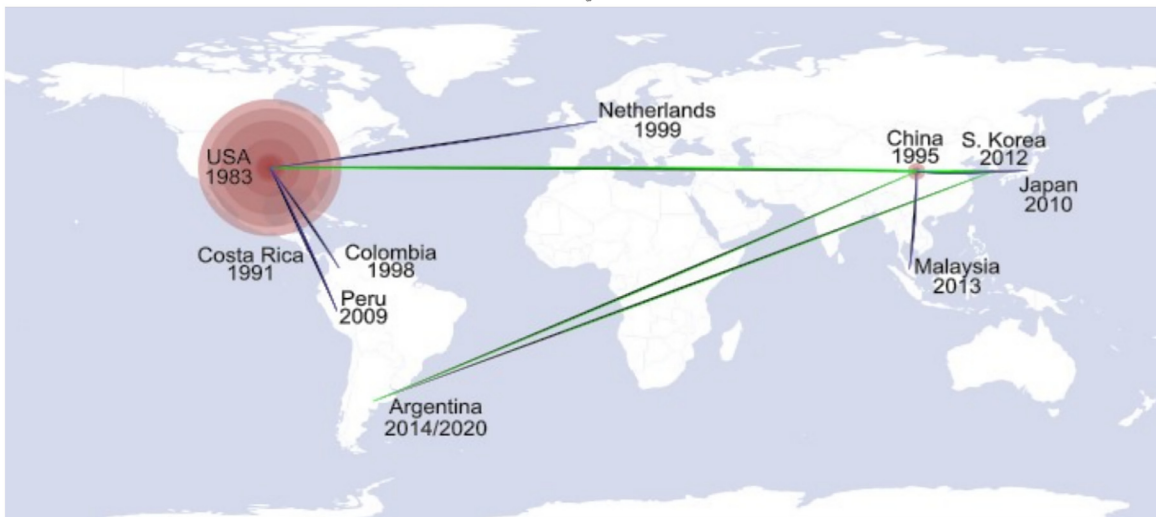 Netherlands
1999
China
1995
S. Korea
2012
USA
1983
Japan
2010
Costa Rica
1991
Colombia
1998
Malaysia
2013
Peru
2009
Argentina
2014/2020